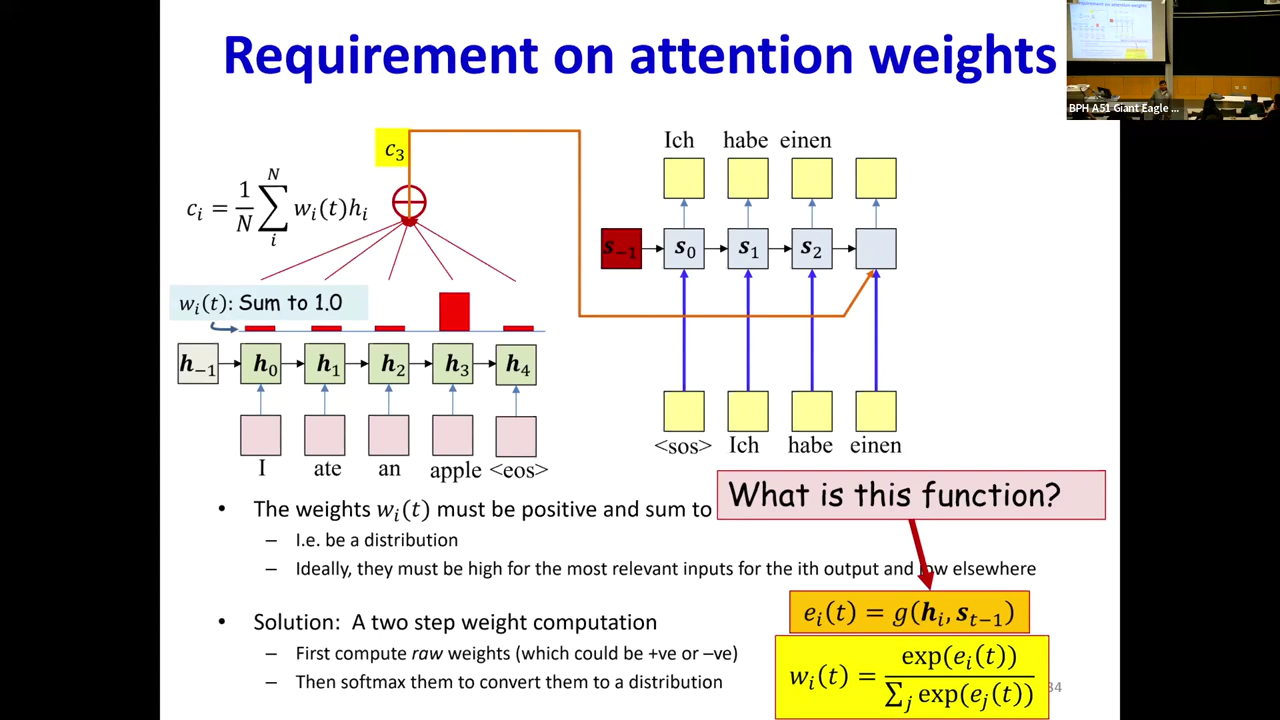 Requirement on attention weights
BPH A51 Giant Eagle ...
c₃
cᵢ = 1/N ∑ᵢᴺ wᵢ(t)hᵢ
Ich habe einen
s₋₁ s₀ s₁ s₂
wᵢ(t): Sum to 1.0
h₋₁ h₀ h₁ h₂ h₃ h₄
I ate an apple <eos>
<sos> Ich habe einen
What is this function?
• The weights wᵢ(t) must be positive and sum to
– I.e. be a distribution
– Ideally, they must be high for the most relevant inputs for the ith output and low elsewhere
eᵢ(t) = g(hᵢ, sₜ₋₁)
• Solution: A two step weight computation
– First compute raw weights (which could be +ve or –ve)
– Then softmax them to convert them to a distribution
wᵢ(t) = exp(eᵢ(t)) / ∑ⱼ exp(eⱼ(t))
34